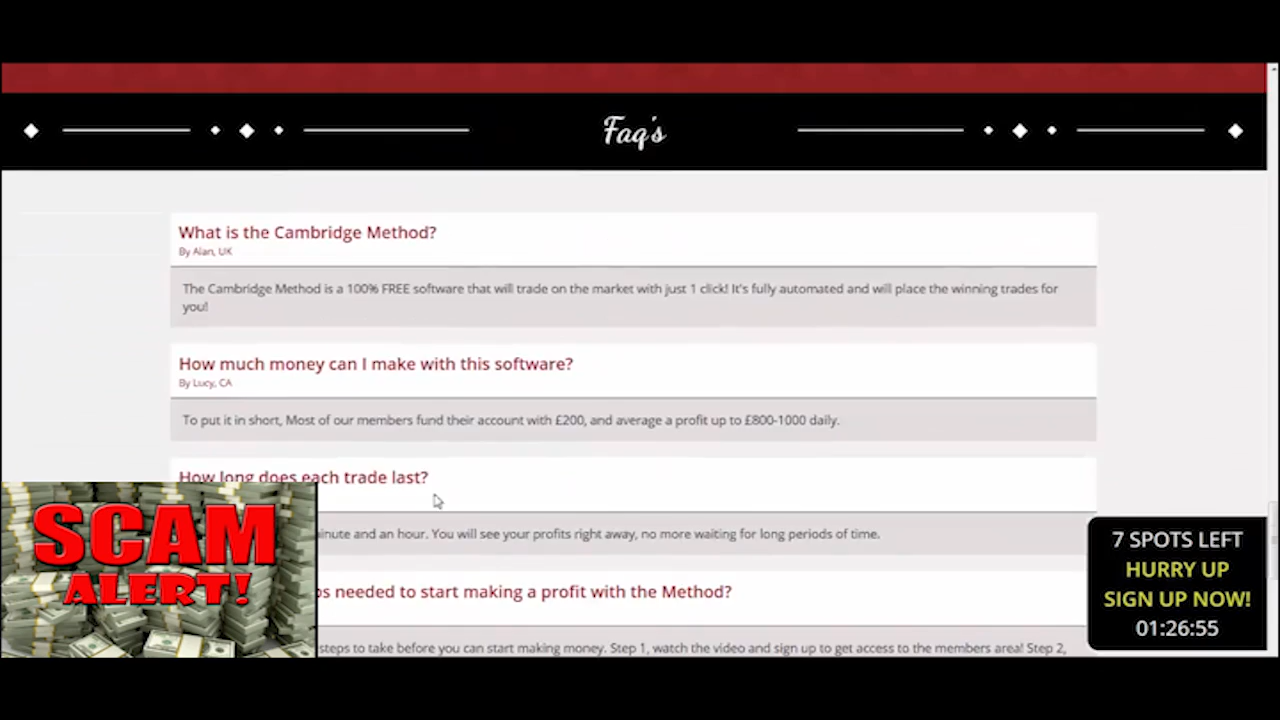 Faq's
What is the Cambridge Method?
By Alan, UK
The Cambridge Method is a 100% FREE software that will trade on the market with just 1 click! It's fully automated and will place the winning trades for
you!
How much money can I make with this software?
By Lucy, CA
To put it in short, Most of our members fund their account with £200, and average a profit up to £800-1000 daily.
How long does each trade last?
and an hour. You will see your profits right away, no more waiting for long periods of time.
needed to start making a profit with the Method?
steps to take before you can start making money. Step 1, watch the video and sign up to get access to the members area! Step 2,
SCAM
ALERT!
7 SPOTS LEFT
HURRY UP
SIGN UP NOW!
01:26:55